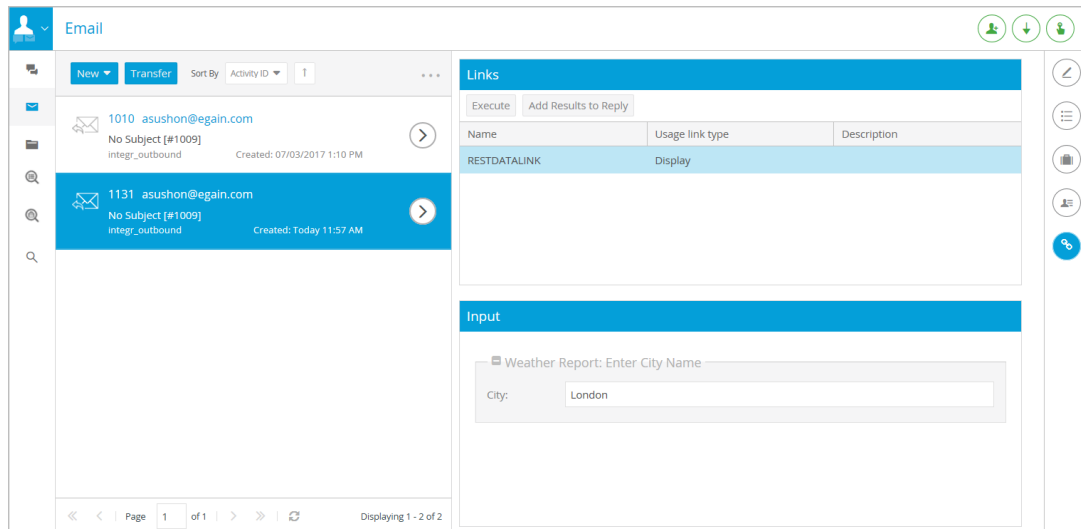 Email
New Transfer Sort By Activity ID ...
1010 asushon@egain.com
No Subject [#1009]
integr_outbound Created: 07/03/2017 1:10 PM
1131 asushon@egain.com
No Subject [#1009]
integr_outbound Created: Today 11:57 AM
Page 1 of 1 Displaying 1 - 2 of 2
Links
Execute Add Results to Reply
Name Usage link type Description
RESTDATALINK Display
Input
Weather Report: Enter City Name
City: London